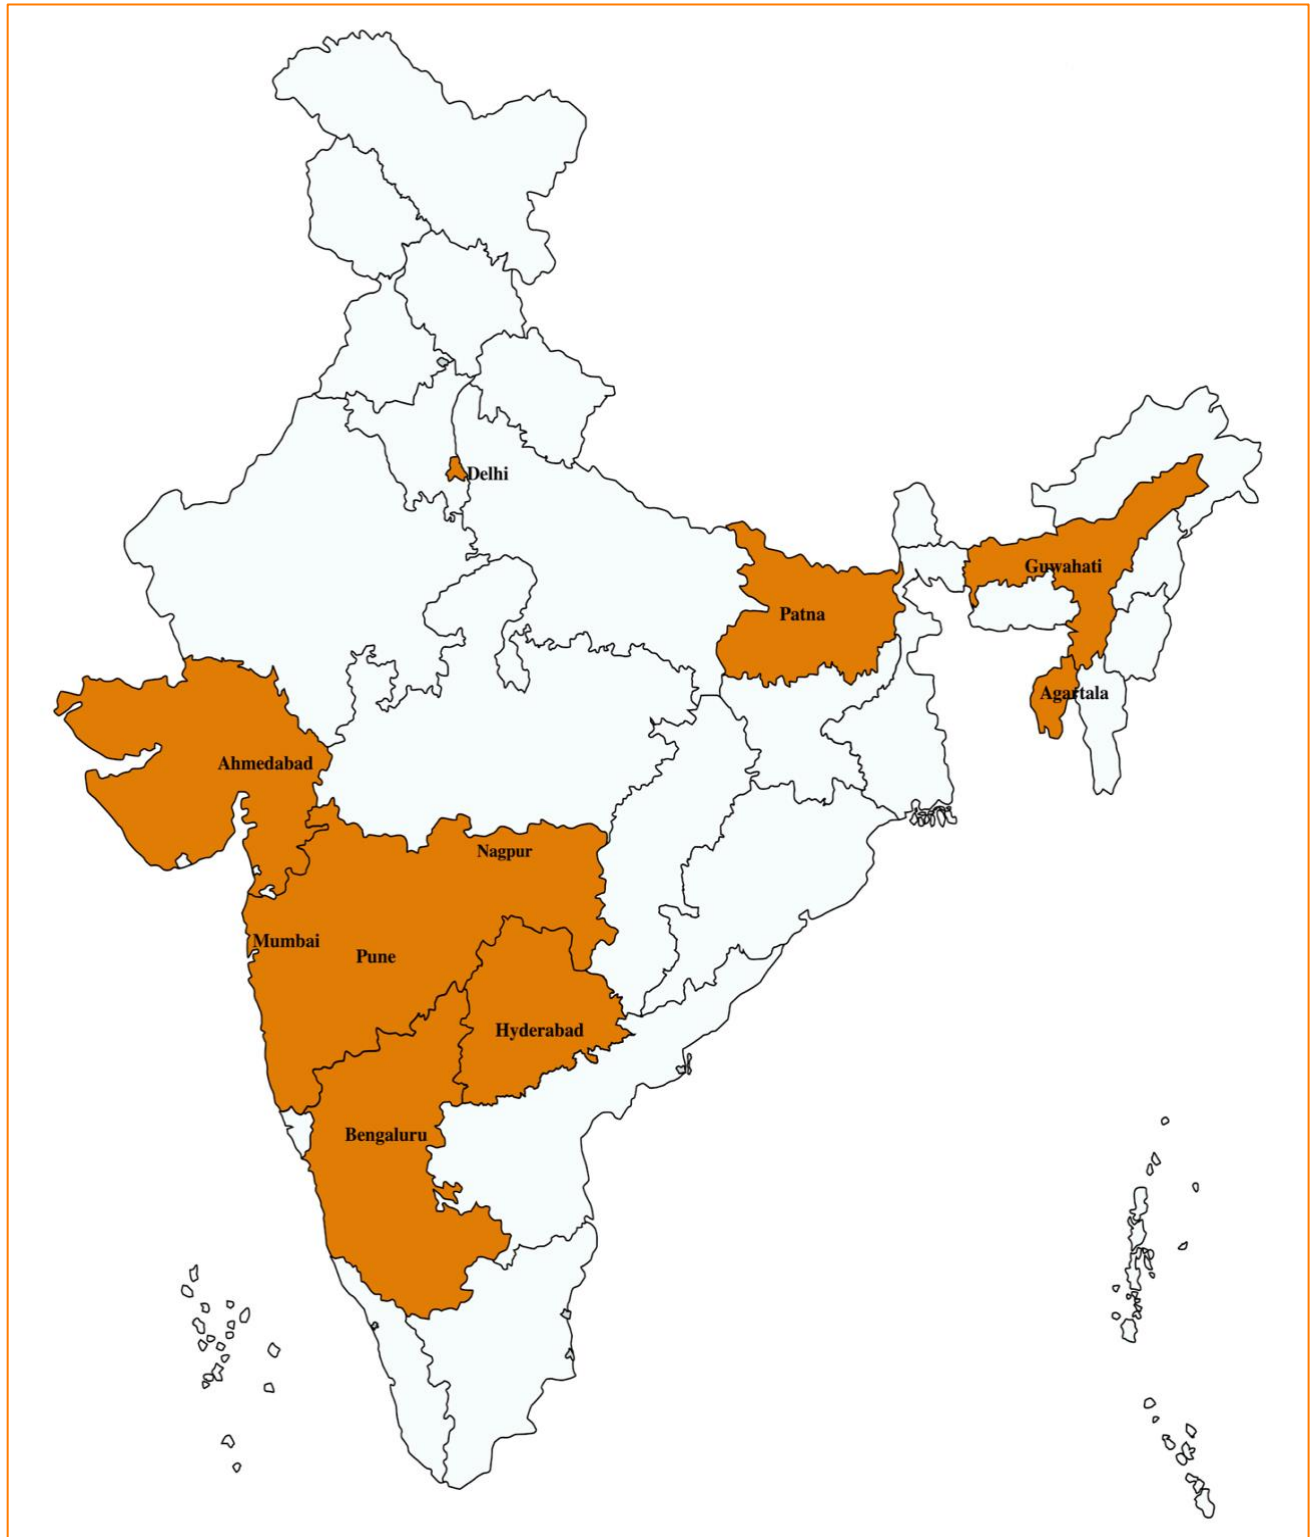 Delhi
Guwahati
Patna
Agartala
Ahmedabad
Nagpur
Mumbai
Pune
Hyderabad
Bengaluru